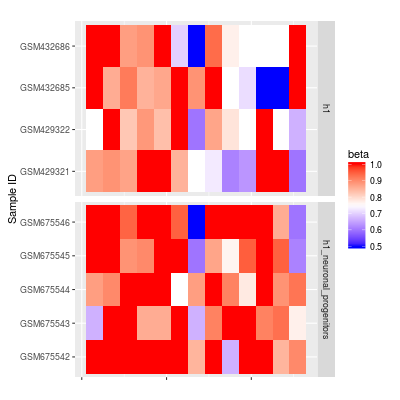 GSM432686
GSM432685
GSM429322
GSM429321
GSM675546
GSM675545
GSM675544
GSM675543
GSM675542
Sample ID
h1
h1_neuronal_progenitors
beta
1.0
0.9
0.8
0.7
0.6
0.5